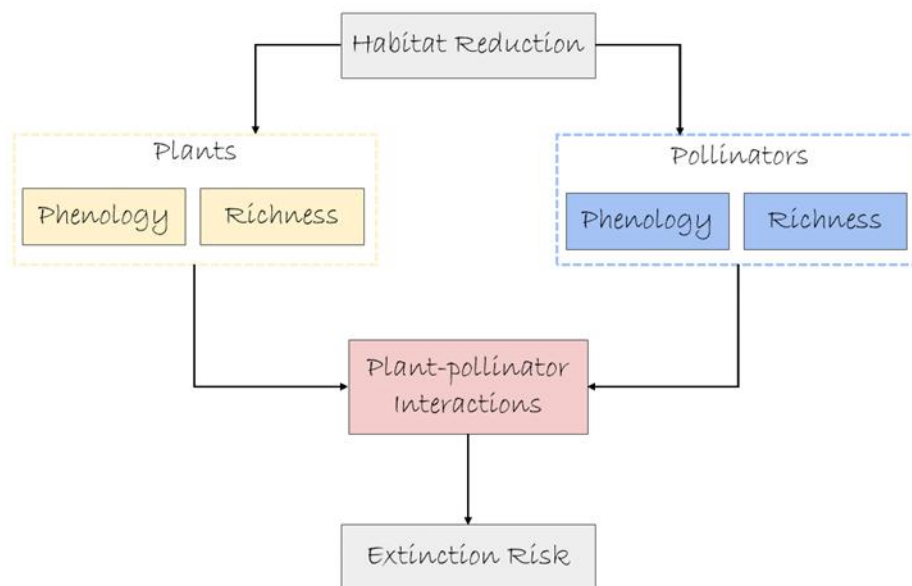 Habitat Reduction
Plants
Phenology
Richness
Pollinators
Phenology
Richness
Plant-pollinator
Interactions
Extinction Risk